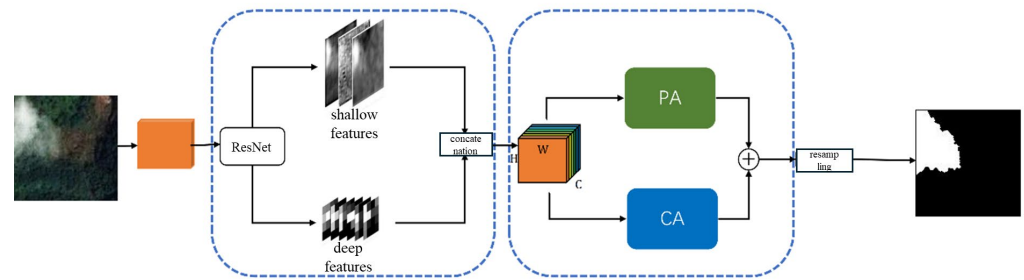 shallow
features
ResNet
deep
features
concate
nation
H
W
C
PA
CA
resamp
ling